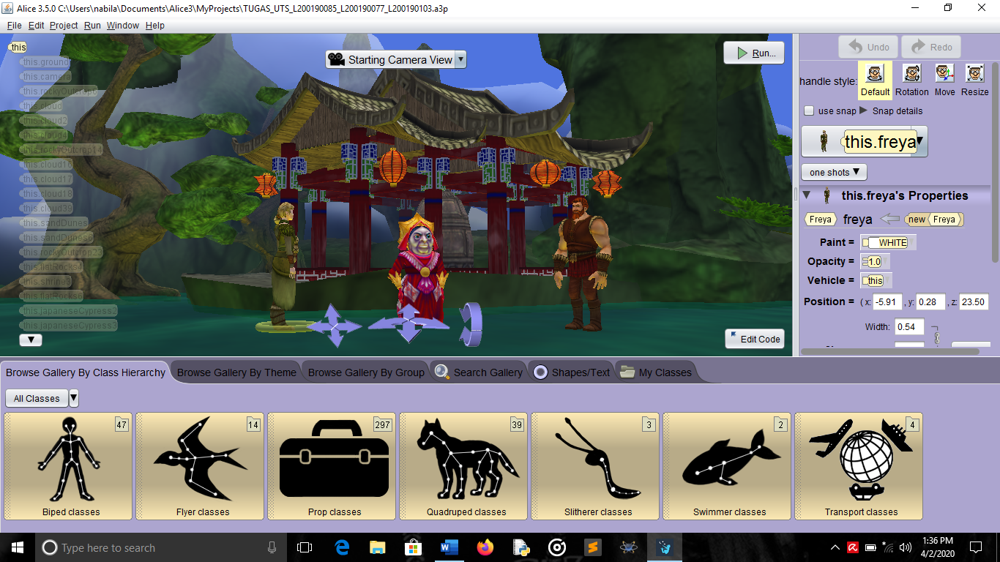 Alice 3.5.0 C:\Users\nabila\Documents\Alice3\MyProjects\TUGAS_UTS_L200190085_L200190077_L200190103.a3p
File Edit Project Run Window Help
this
this.ground
this.camera
this.rockyOutcrop6
this.cloud
this.cloud2
this.cloud4
this.rockyOutcrop14
this.cloud16
this.cloud17
this.cloud18
this.cloud39
this.sandDunes
this.sandDunes6
this.rockyOutcrop23
this.flatRocks4
this.shrine3
this.flatRocks6
this.japaneseCypress2
this.japaneseCypress3
Starting Camera View
Run...
Edit Code
Undo Redo
handle style: Default Rotation Move Resize
use snap Snap details
this.freya
one shots
this.freya's Properties
Freya freya new Freya
Paint = WHITE
Opacity = 1.0
Vehicle = this
Position = ( x: -5.91 , y: 0.28 , z: 23.50
Width: 0.54
Browse Gallery By Class Hierarchy Browse Gallery By Theme Browse Gallery By Group Search Gallery Shapes/Text My Classes
All Classes
47 14 297 39 3 2 4
Biped classes Flyer classes Prop classes Quadruped classes Slitherer classes Swimmer classes Transport classes
Type here to search
1:36 PM
4/2/2020